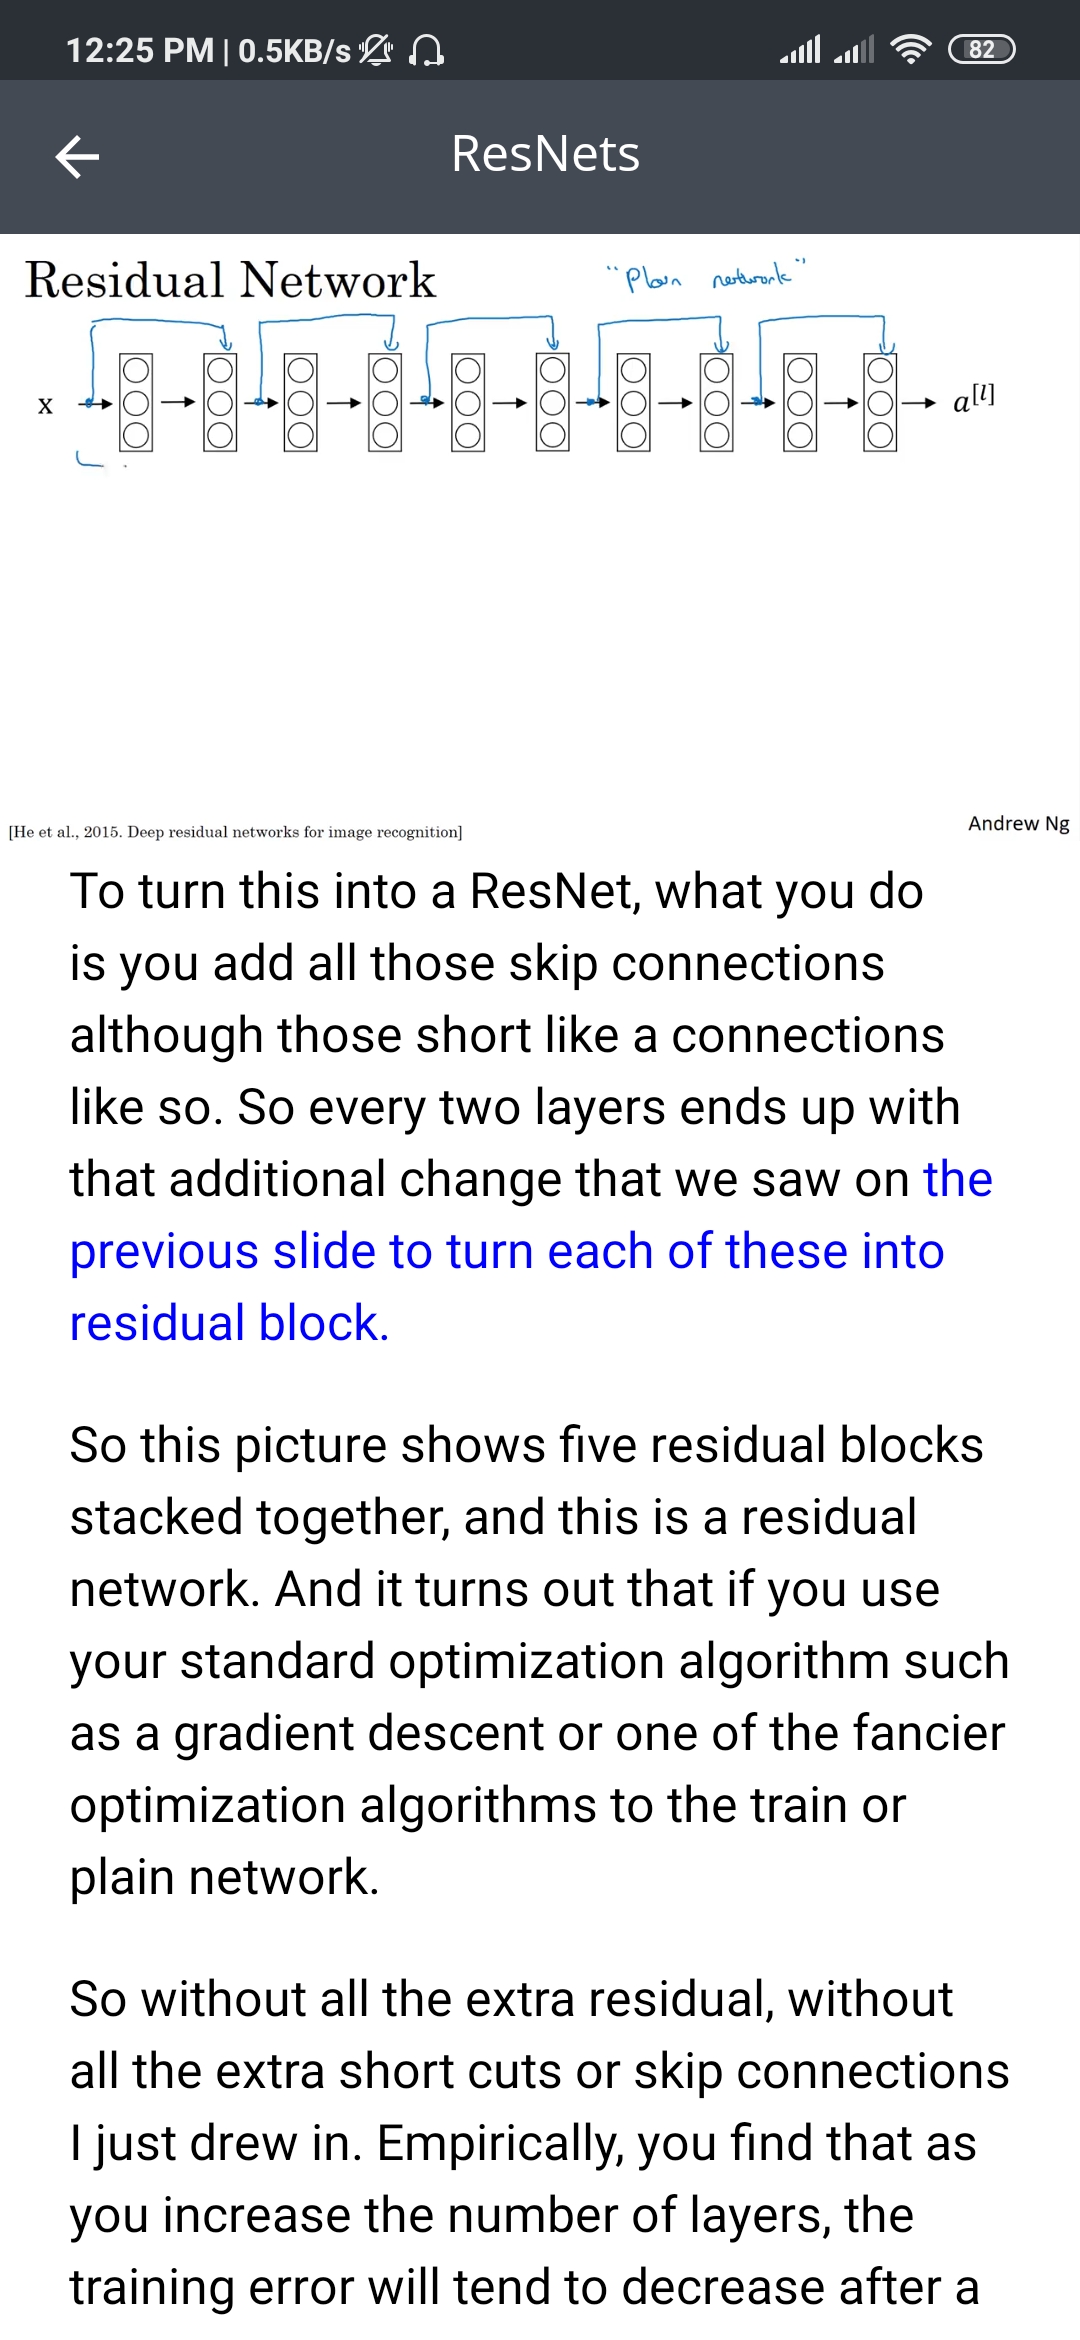 12:25 PM | 0.5KB/s
82
ResNets
Residual Network
"Plain network"
x
a[l]
[He et al., 2015. Deep residual networks for image recognition]
Andrew Ng
To turn this into a ResNet, what you do
is you add all those skip connections
although those short like a connections
like so. So every two layers ends up with
that additional change that we saw on the
previous slide to turn each of these into
residual block.
So this picture shows five residual blocks
stacked together, and this is a residual
network. And it turns out that if you use
your standard optimization algorithm such
as a gradient descent or one of the fancier
optimization algorithms to the train or
plain network.
So without all the extra residual, without
all the extra short cuts or skip connections
I just drew in. Empirically, you find that as
you increase the number of layers, the
training error will tend to decrease after a